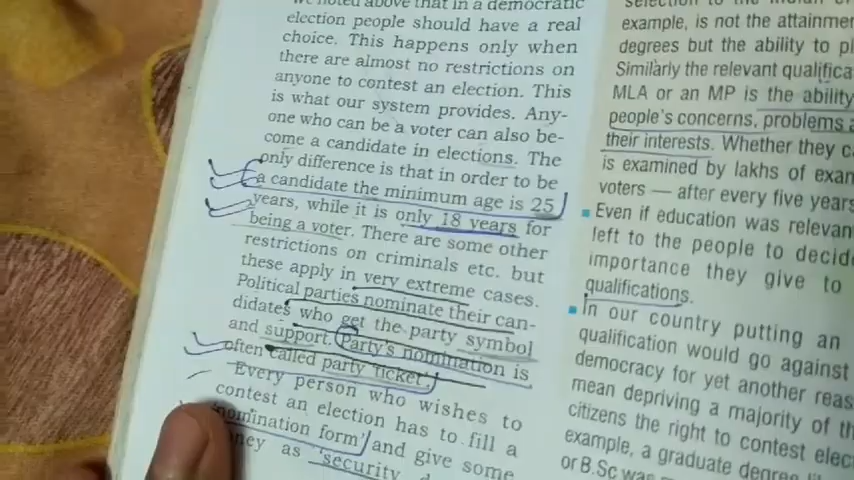 we noted above that in a democratic
election people should have a real
choice. This happens only when
there are almost no restrictions on
anyone to contest an election. This
is what our system provides. Any-
one who can be a voter can also be-
come a candidate in elections. The
only difference is that in order to be
a candidate the minimum age is 25
years, while it is only 18 years for
being a voter. There are some other
restrictions on criminals etc. but
these apply in very extreme cases.
Political parties nominate their can-
didates who get the party symbol
and support. Party's nomination is
often called party 'ticket'.
Every person who wishes to
contest an election has to fill a
'nomination form' and give some
as 'security
example, is not the attainmen
degrees but the ability to
Similarly the relevant qualifica
MLA or an MP is the ability
people's concerns, problems
their interests. Whether they
is examined by lakhs of
voters — after every five years
Even if education was relevan
left to the people to decid
importance they give to
qualifications.
In our country putting an
qualification would go against
democracy for yet another reas
mean depriving a majority of
citizens the right to contest elec
example, a graduate degree
or B.Sc was